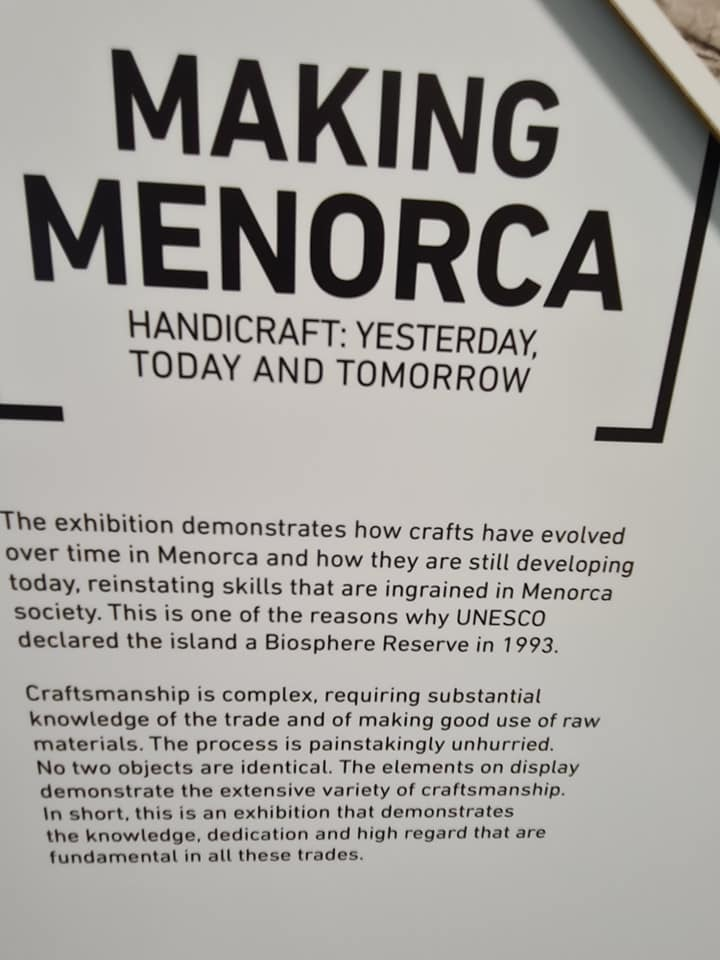 MAKING
MENORCA
HANDICRAFT: YESTERDAY,
TODAY AND TOMORROW
The exhibition demonstrates how crafts have evolved
over time in Menorca and how they are still developing
today, reinstating skills that are ingrained in Menorca
society. This is one of the reasons why UNESCO
declared the island a Biosphere Reserve in 1993.
Craftsmanship is complex, requiring substantial
knowledge of the trade and of making good use of raw
materials. The process is painstakingly unhurried.
No two objects are identical. The elements on display
demonstrate the extensive variety of craftsmanship.
In short, this is an exhibition that demonstrates
the knowledge, dedication and high regard that are
fundamental in all these trades.